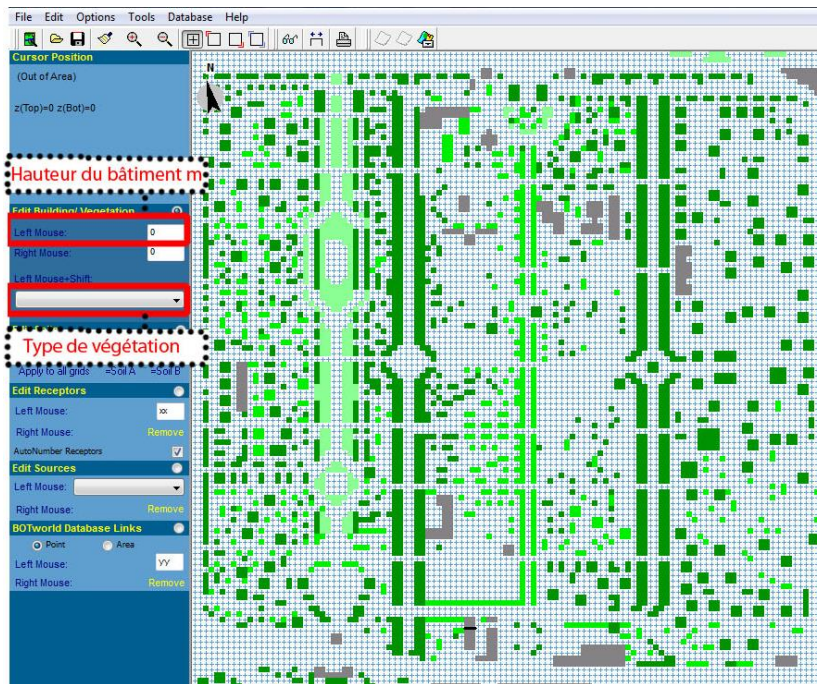 File Edit Options Tools Database Help
Cursor Position
(Out of Area)
z(Top)=0 z(Bot)=0
N
Hauteur du bâtiment m
Edit Building/ Vegetation
Left Mouse: 0
Right Mouse: 0
Left Mouse+Shift:
Type de végétation
Apply to all grids =Soil A =Soil B
Edit Receptors
Left Mouse: xx
Right Mouse: Remove
AutoNumber Receptors
Edit Sources
Left Mouse:
Right Mouse: Remove
BOTworld Database Links
Point Area
Left Mouse: yy
Right Mouse: Remove